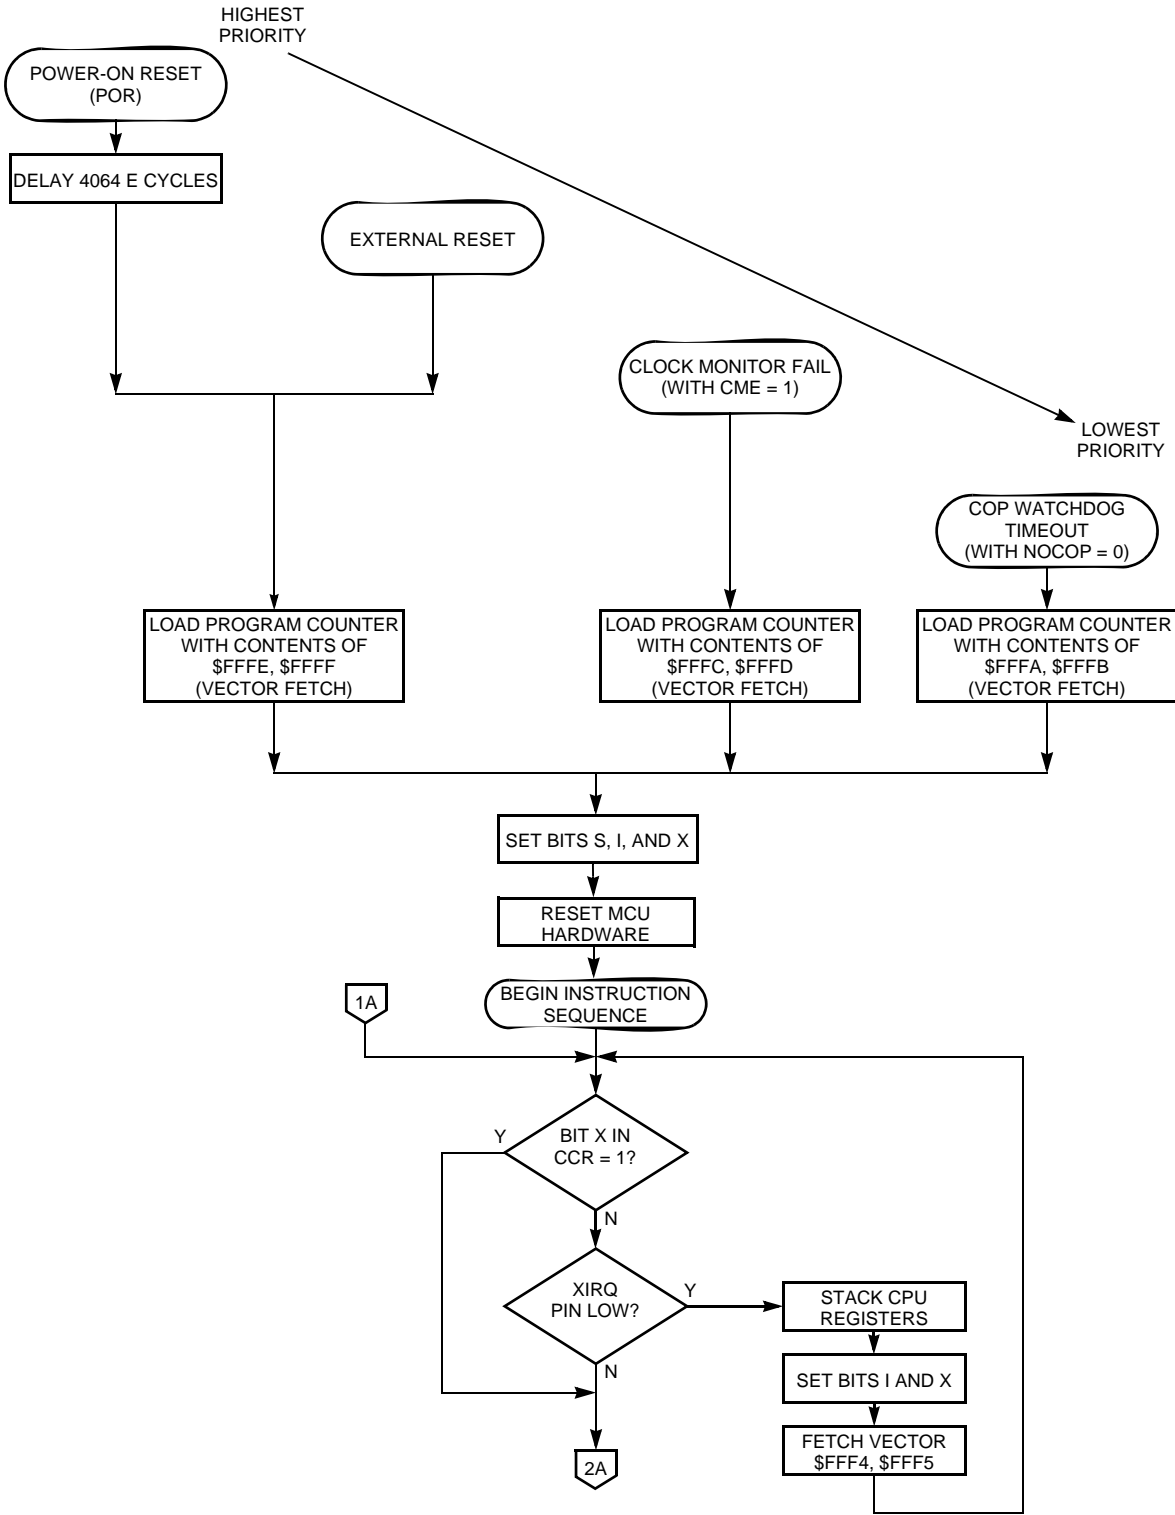 HIGHEST
PRIORITY
POWER-ON RESET
(POR)
DELAY 4064 E CYCLES
EXTERNAL RESET
CLOCK MONITOR FAIL
(WITH CME = 1)
LOWEST
PRIORITY
COP WATCHDOG
TIMEOUT
(WITH NOCOP = 0)
LOAD PROGRAM COUNTER
WITH CONTENTS OF
$FFFE, $FFFF
(VECTOR FETCH)
LOAD PROGRAM COUNTER
WITH CONTENTS OF
$FFFC, $FFFD
(VECTOR FETCH)
LOAD PROGRAM COUNTER
WITH CONTENTS OF
$FFFA, $FFFB
(VECTOR FETCH)
SET BITS S, I, AND X
RESET MCU
HARDWARE
1A
BEGIN INSTRUCTION
SEQUENCE
Y
BIT X IN
CCR = 1?
N
XIRQ
PIN LOW?
Y
STACK CPU
REGISTERS
N
SET BITS I AND X
FETCH VECTOR
$FFF4, $FFF5
2A